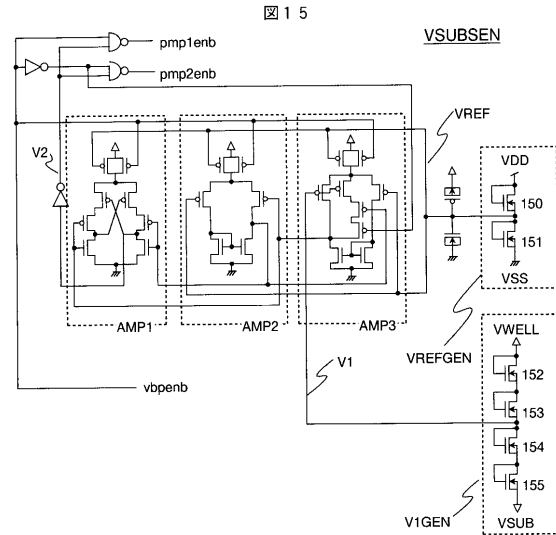 図15
VSUBSEN
pmp1enb
pmp2enb
VREF
V2
VDD
150
151
VSS
AMP1
AMP2
AMP3
VREFGEN
V1
vbpenb
VWELL
152
153
154
155
V1GEN
VSUB